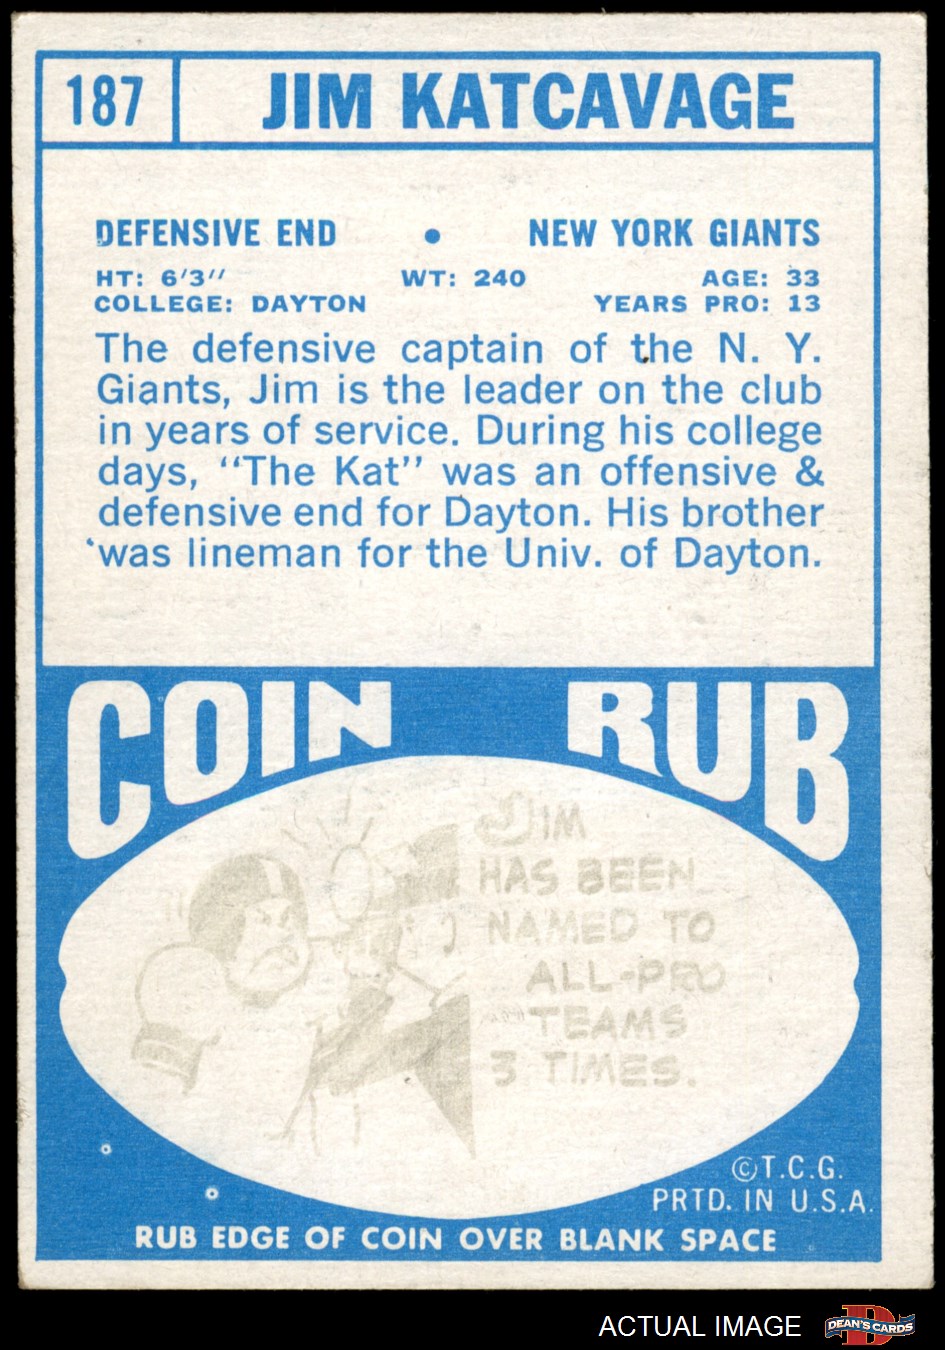 187 JIM KATCAVAGE
DEFENSIVE END • NEW YORK GIANTS
HT: 6'3" WT: 240 AGE: 33
COLLEGE: DAYTON YEARS PRO: 13
The defensive captain of the N. Y.
Giants, Jim is the leader on the club
in years of service. During his college
days, "The Kat" was an offensive &
defensive end for Dayton. His brother
was lineman for the Univ. of Dayton.
COIN RUB
JIM
HAS BEEN
NAMED TO
ALL-PRO
TEAMS
3 TIMES.
©T.C.G.
PRTD. IN U.S.A.
RUB EDGE OF COIN OVER BLANK SPACE
ACTUAL IMAGE DEAN'S CARDS